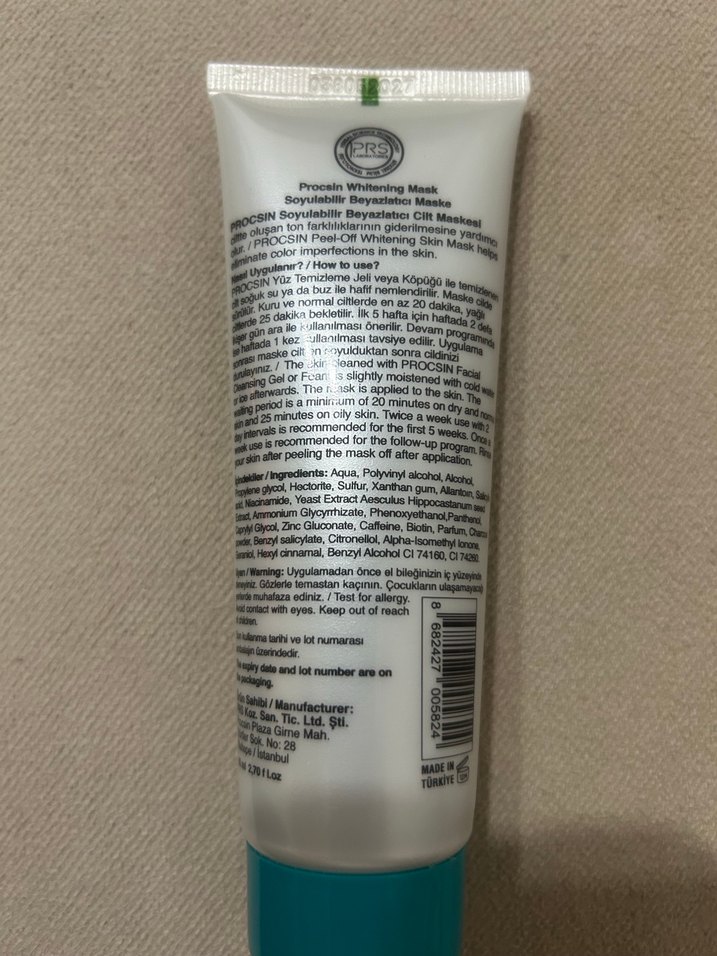 PRS
LABORATORIES
Procsin Whitening Mask
Soyulabilir Beyazlatıcı Maske
PROCSIN Soyulabilir Beyazlatıcı Cilt Maskesi
ciltte oluşan ton farklılıklarının giderilmesine yardımcı
olur. / PROCSIN Peel-Off Whitening Skin Mask helps
eliminate color imperfections in the skin.
Nasıl Uygulanır? / How to use?
PROCSIN Yüz Temizleme Jeli veya Köpüğü ile temizlenen
cilt soğuk su ya da buz ile hafif nemlendirilir. Maske cilde
sürülür. Kuru ve normal ciltlerde en az 20 dakika, yağlı
ciltlerde 25 dakika bekletilir. İlk 5 hafta için haftada 2 defa
ikişer gün ara ile kullanılması önerilir. Devam programında
ise haftada 1 kez kullanılması tavsiye edilir. Uygulama
sonrası maske ciltten soyulduktan sonra cildinizi
durulayınız. / The skin cleaned with PROCSIN Facial
Cleansing Gel or Foam is slightly moistened with cold water
or ice afterwards. The mask is applied to the skin. The
waiting period is a minimum of 20 minutes on dry and normal
skin and 25 minutes on oily skin. Twice a week use with 2
day intervals is recommended for the first 5 weeks. Once a
week use is recommended for the follow-up program. Rinse
your skin after peeling the mask off after application.
İçindekiler / Ingredients: Aqua, Polyvinyl alcohol, Alcohol,
Propylene glycol, Hectorite, Sulfur, Xanthan gum, Allantoin, Salicylic
acid, Niacinamide, Yeast Extract Aesculus Hippocastanum seed
Extract, Ammonium Glycyrrhizate, Phenoxyethanol,Panthenol,
Caprylyl Glycol, Zinc Gluconate, Caffeine, Biotin, Parfum, Charcoal
powder, Benzyl salicylate, Citronellol, Alpha-Isomethyl Ionone,
Geraniol, Hexyl cinnamal, Benzyl Alcohol CI 74160, CI 74260
Uyarı / Warning: Uygulamadan önce el bileğinizin iç yüzeyinde
deneyiniz. Gözlerle temastan kaçının. Çocukların ulaşamayacağı
yerlerde muhafaza ediniz. / Test for allergy.
Avoid contact with eyes. Keep out of reach
of children.
Son kullanma tarihi ve lot numarası
ambalajın üzerindedir.
The expiry date and lot number are on
the packaging.
Ürün Sahibi / Manufacturer:
PRS Koz. San. Tic. Ltd. Şti.
Procsin Plaza Girne Mah.
Sok. No: 28
/ İstanbul
ml 2,70 fl.oz
8 682427 005824
MADE IN
TÜRKİYE
12M